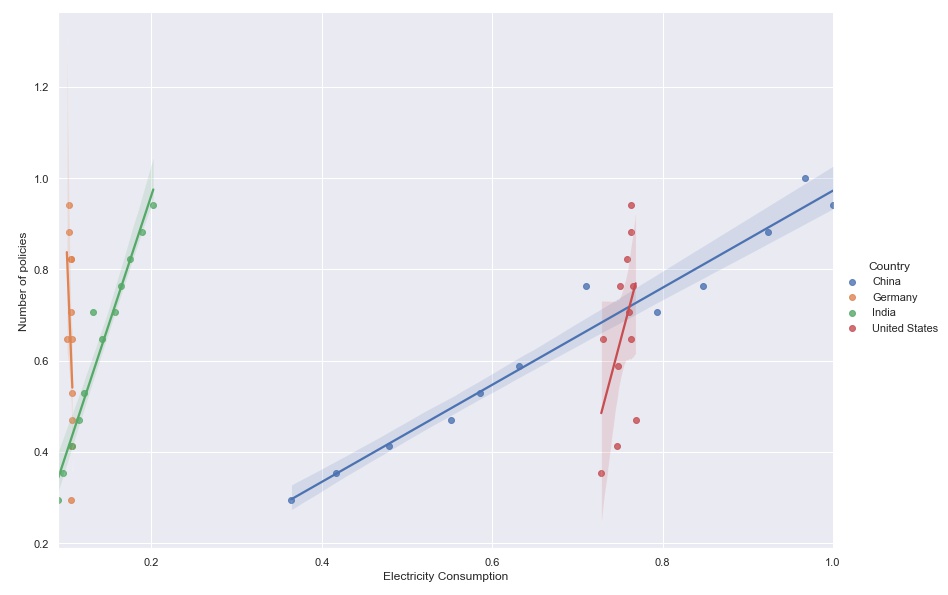 1.2
1.0
0.8
0.6
0.4
0.2
Number of policies
0.2 0.4 0.6 0.8 1.0
Electricity Consumption
Country
China
Germany
India
United States